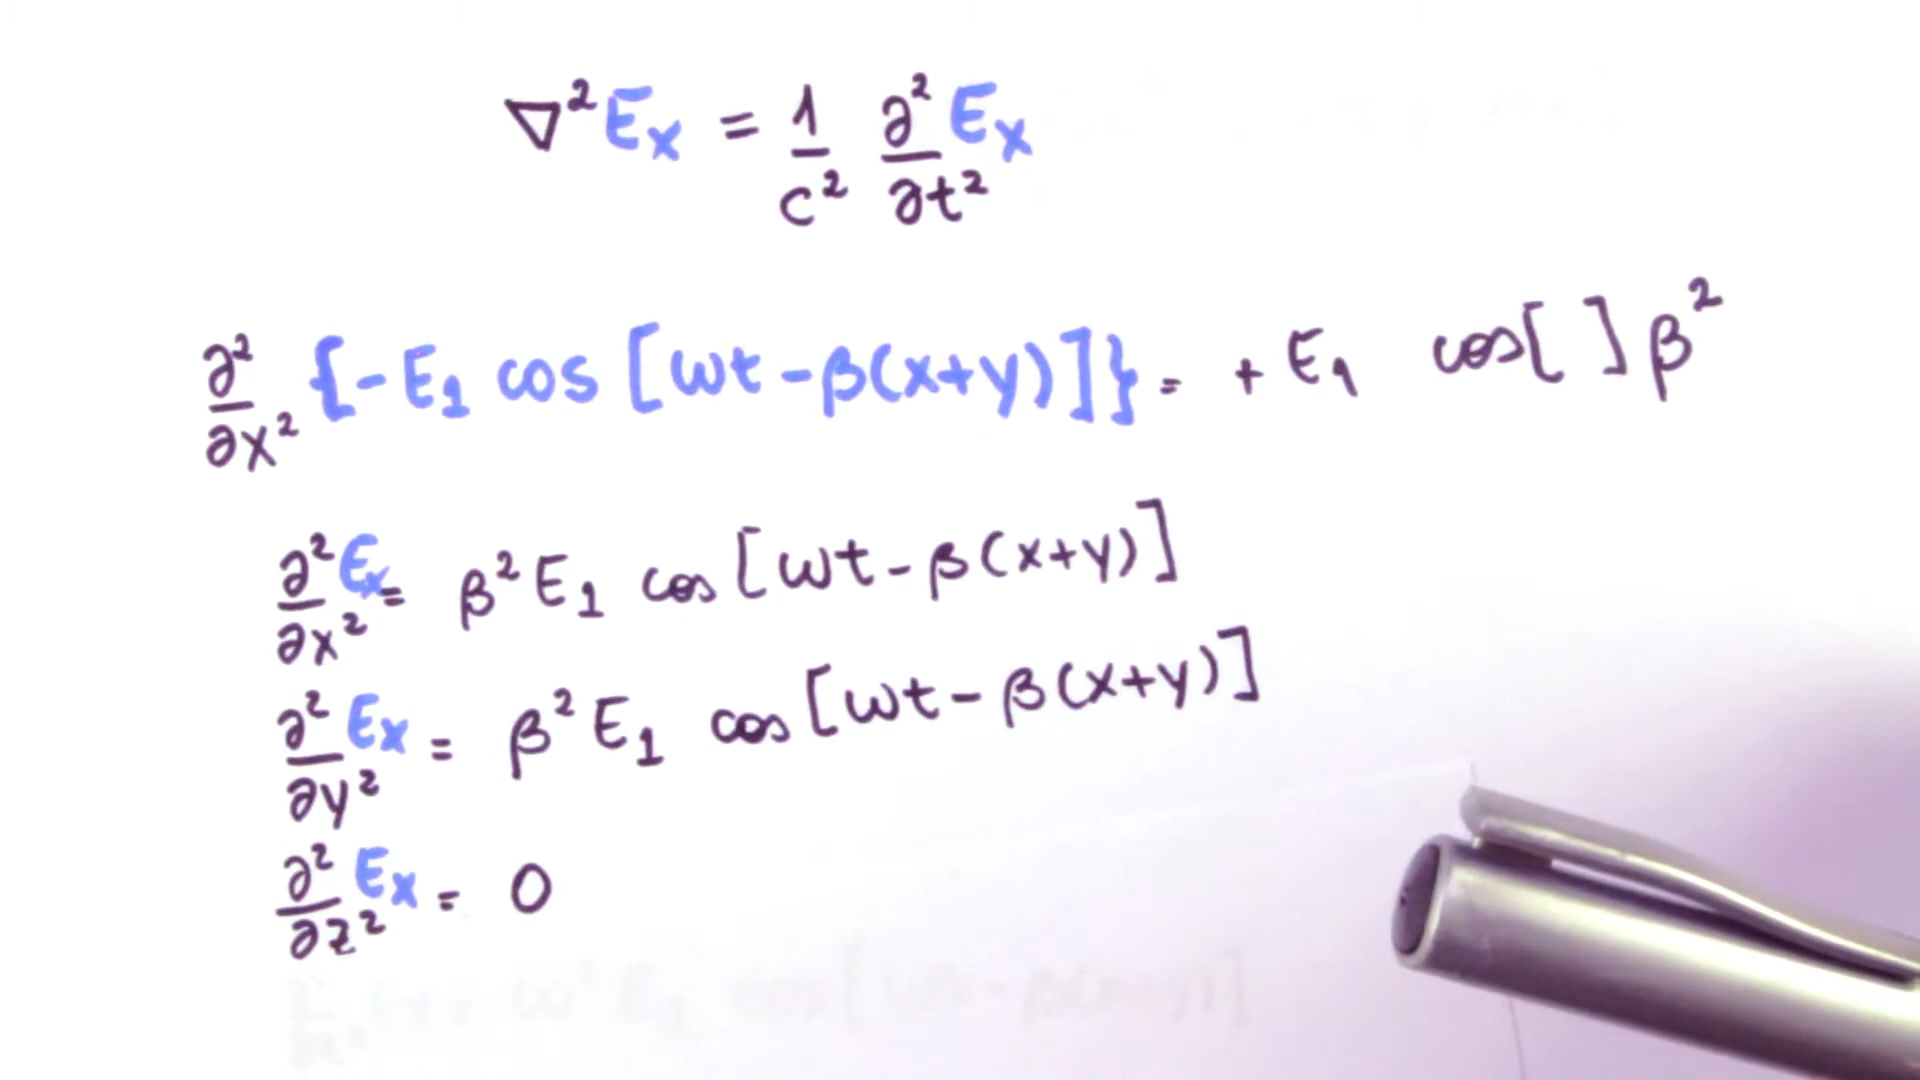 ∇²Ex = 1/c² ∂²Ex/∂t²
∂²/∂x² {-E₁ cos [ωt - β(x+y)]} = + E₁ cos[ ] β²
∂²Ex/∂x² = β² E₁ cos [ωt - β(x+y)]
∂²Ex/∂y² = β² E₁ cos [ωt - β(x+y)]
∂²Ex/∂z² = 0